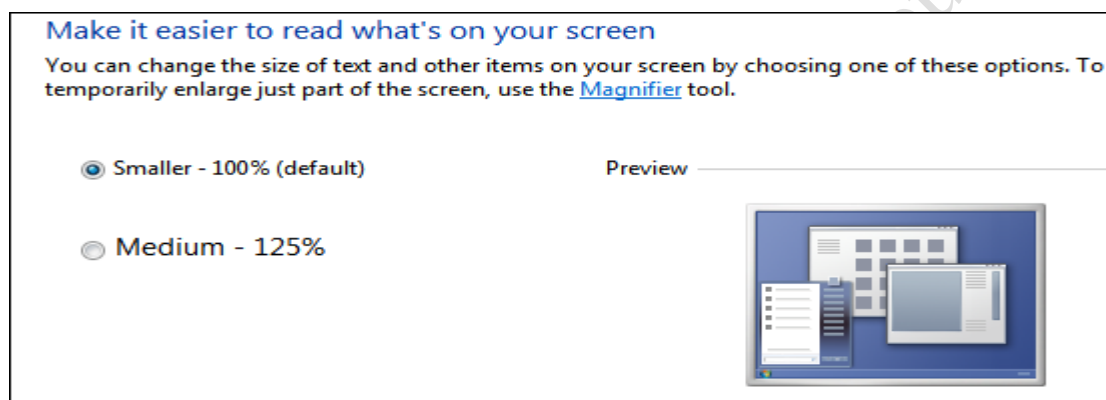 Make it easier to read what's on your screen
You can change the size of text and other items on your screen by choosing one of these options. To
temporarily enlarge just part of the screen, use the Magnifier tool.
Smaller - 100% (default)
Preview
Medium - 125%